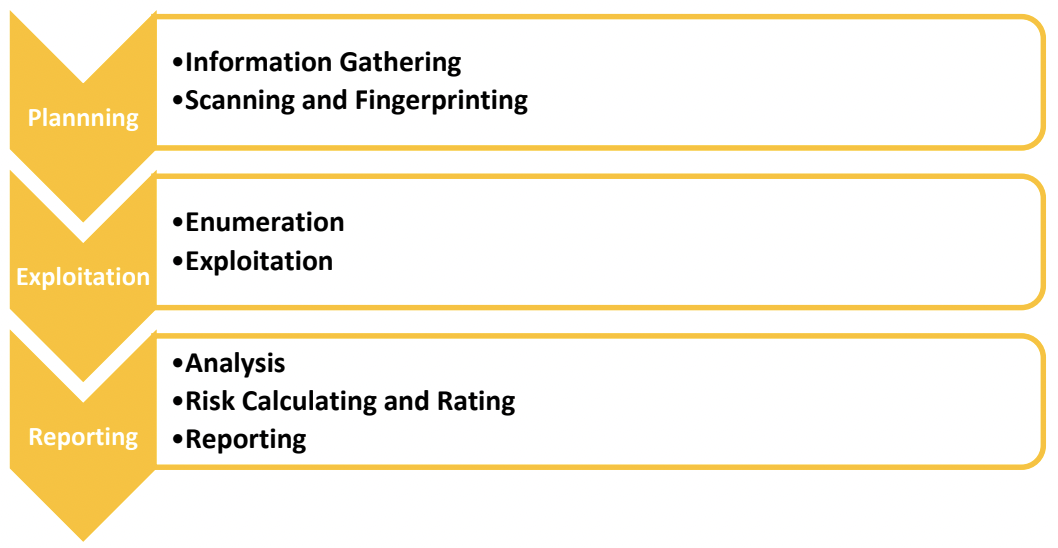 Plannning
•Information Gathering
•Scanning and Fingerprinting
Exploitation
•Enumeration
•Exploitation
Reporting
•Analysis
•Risk Calculating and Rating
•Reporting